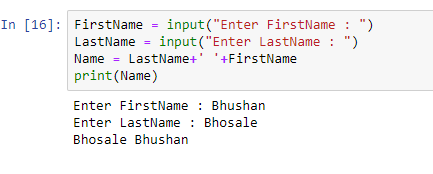 In [16]: FirstName = input("Enter FirstName : ")
LastName = input("Enter LastName : ")
Name = LastName+' '+FirstName
print(Name)
Enter FirstName : Bhushan
Enter LastName : Bhosale
Bhosale Bhushan